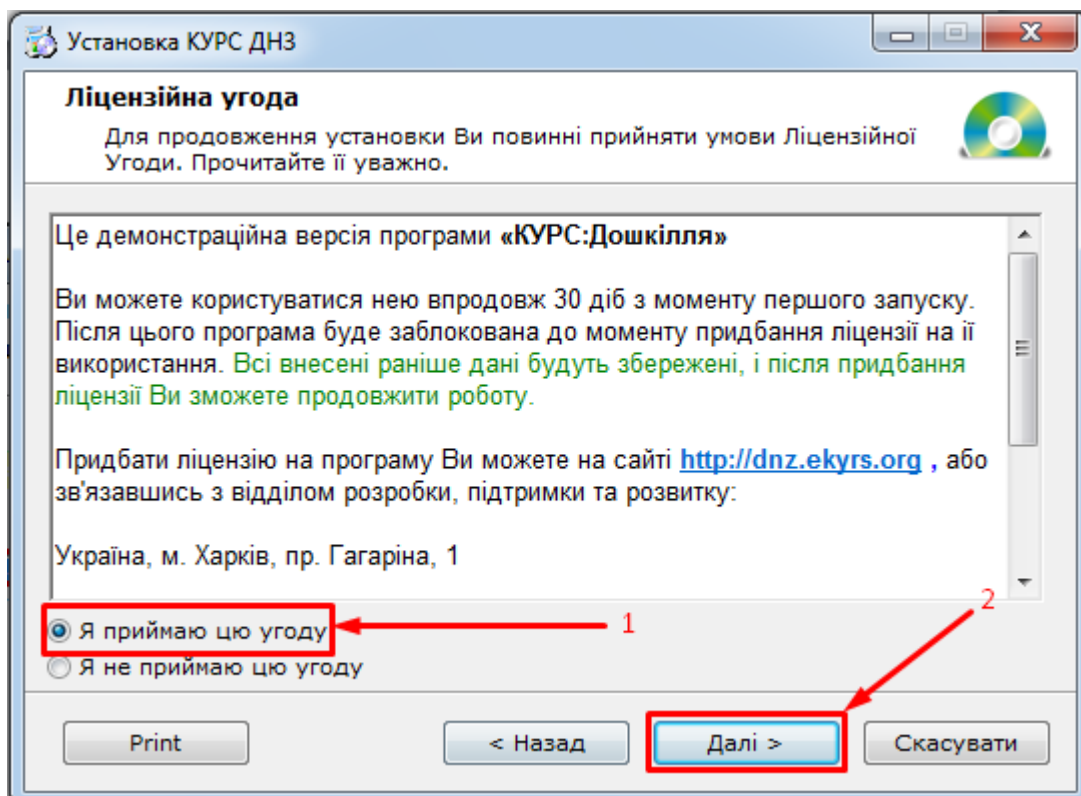 Установка КУРС ДНЗ
Ліцензійна угода
Для продовження установки Ви повинні прийняти умови Ліцензійної
Угоди. Прочитайте її уважно.
Це демонстраційна версія програми «КУРС:Дошкілля»
Ви можете користуватися нею впродовж 30 діб з моменту першого запуску.
Після цього програма буде заблокована до моменту придбання ліцензії на її
використання. Всі внесені раніше дані будуть збережені, і після придбання
ліцензії Ви зможете продовжити роботу.
Придбати ліцензію на програму Ви можете на сайті http://dnz.ekyrs.org , або
зв'язавшись з відділом розробки, підтримки та розвитку:
Україна, м. Харків, пр. Гагаріна, 1
2
Я приймаю цю угоду 1
Я не приймаю цю угоду
Print < Назад Далі > Скасувати